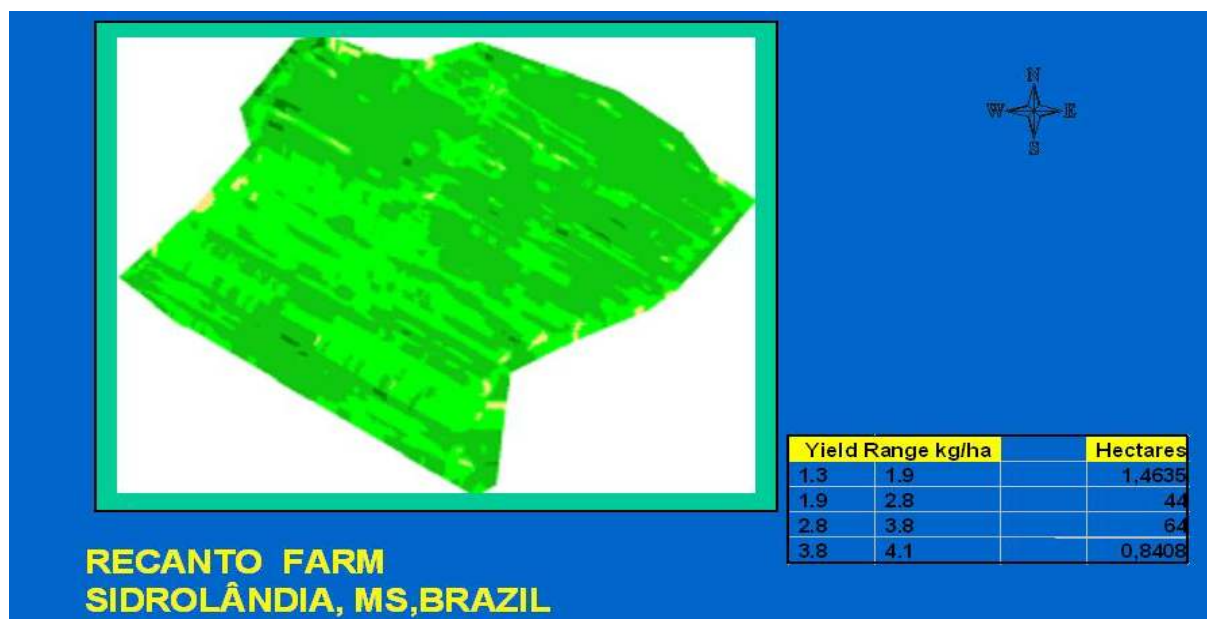 N
W E
S
Yield Range kg/ha Hectares
1.3 1.9 1,4635
1.9 2.8 44
2.8 3.8 64
3.8 4.1 0,8408
RECANTO FARM
SIDROLÂNDIA, MS,BRAZIL